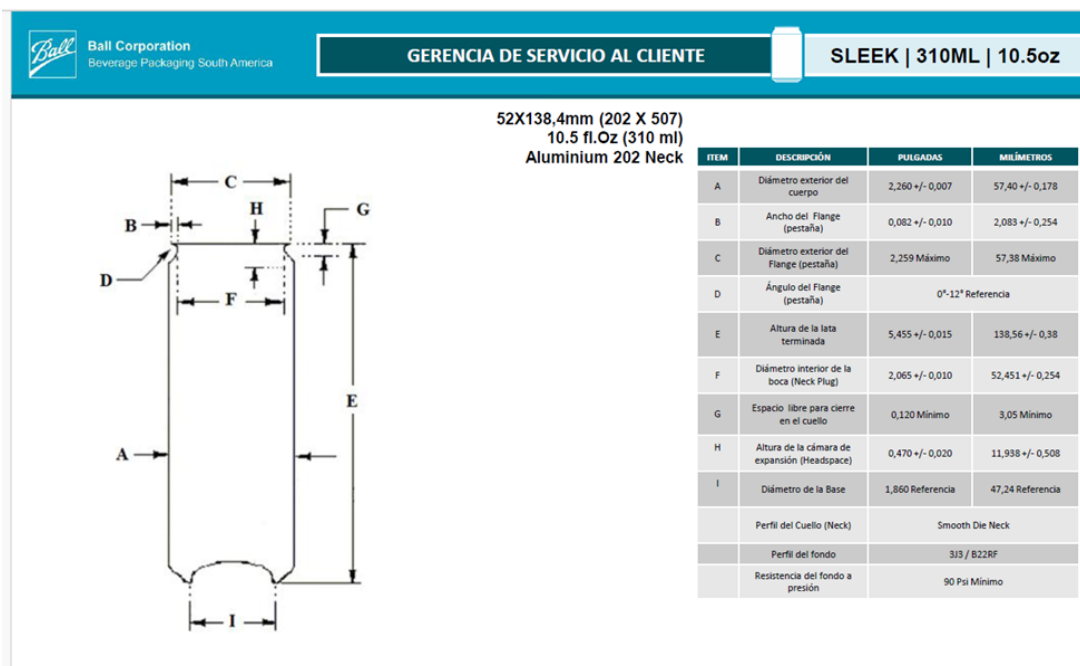 Ball
Ball Corporation
Beverage Packaging South America
GERENCIA DE SERVICIO AL CLIENTE
SLEEK | 310ML | 10.5oz
52X138,4mm (202 X 507)
10.5 fl.Oz (310 ml)
Aluminium 202 Neck
C
H
G
B
D
F
E
A
I
ITEM DESCRIPCIÓN PULGADAS MILÍMETROS
A Diámetro exterior del cuerpo 2,260 +/- 0,007 57,40 +/- 0,178
B Ancho del Flange (pestaña) 0,082 +/- 0,010 2,083 +/- 0,254
C Diámetro exterior del Flange (pestaña) 2,259 Máximo 57,38 Máximo
D Ángulo del Flange (pestaña) 0°-12° Referencia
E Altura de la lata terminada 5,455 +/- 0,015 138,56 +/- 0,38
F Diámetro interior de la boca (Neck Plug) 2,065 +/- 0,010 52,451 +/- 0,254
G Espacio libre para cierre en el cuello 0,120 Mínimo 3,05 Mínimo
H Altura de la cámara de expansión (Headspace) 0,470 +/- 0,020 11,938 +/- 0,508
I Diámetro de la Base 1,860 Referencia 47,24 Referencia
Perfil del Cuello (Neck) Smooth Die Neck
Perfil del fondo 3J3 / B22RF
Resistencia del fondo a presión 90 Psi Mínimo